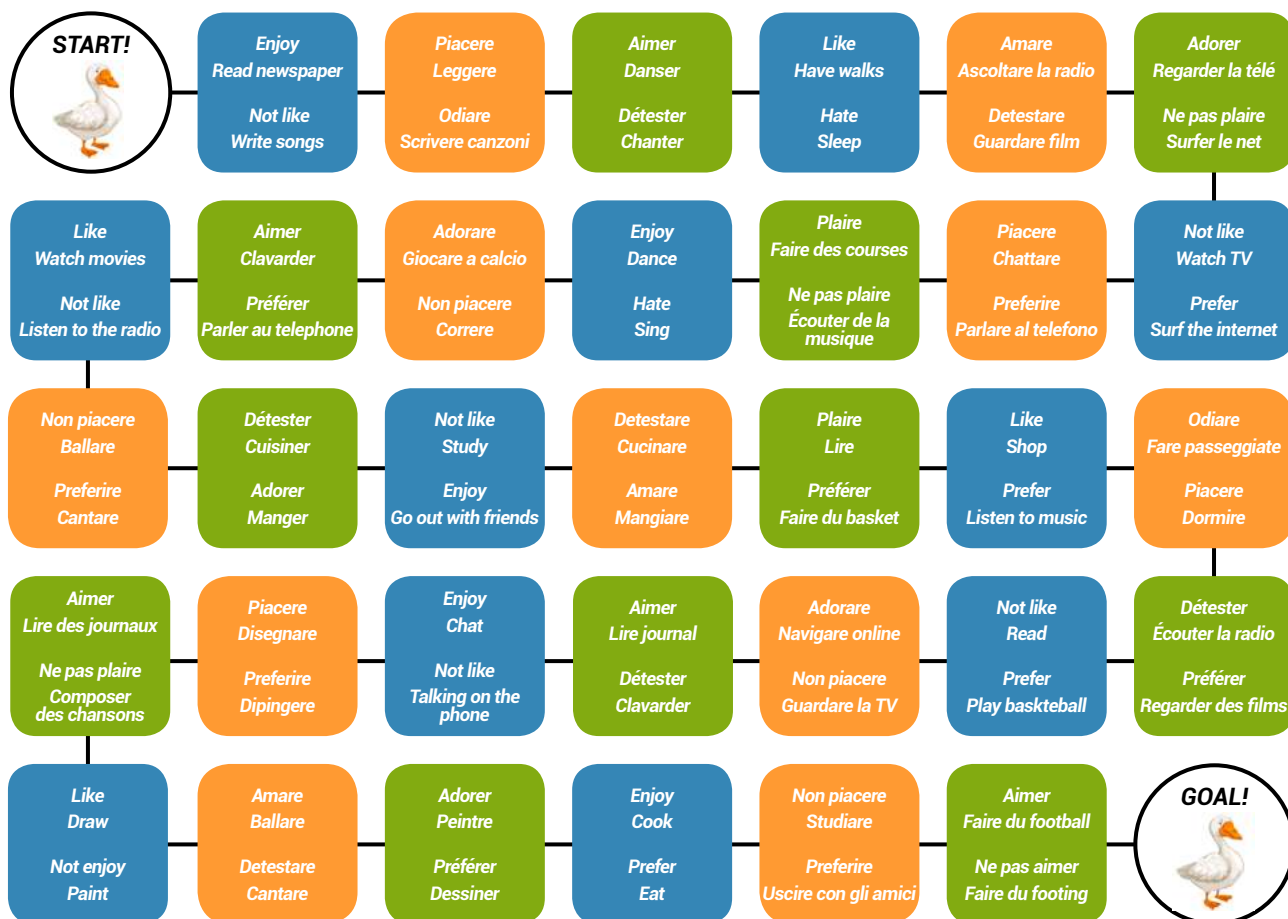 START!
Enjoy
Read newspaper
Not like
Write songs
Piacere
Leggere
Odiare
Scrivere canzoni
Aimer
Danser
Détester
Chanter
Like
Have walks
Hate
Sleep
Amare
Ascoltare la radio
Detestare
Guardare film
Adorer
Regarder la télé
Ne pas plaire
Surfer le net
Like
Watch movies
Not like
Listen to the radio
Aimer
Clavarder
Préférer
Parler au telephone
Adorare
Giocare a calcio
Non piacere
Correre
Enjoy
Dance
Hate
Sing
Plaire
Faire des courses
Ne pas plaire
Écouter de la
musique
Piacere
Chattare
Preferire
Parlare al telefono
Not like
Watch TV
Prefer
Surf the internet
Non piacere
Ballare
Preferire
Cantare
Détester
Cuisiner
Adorer
Manger
Not like
Study
Enjoy
Go out with friends
Detestare
Cucinare
Amare
Mangiare
Plaire
Lire
Préférer
Faire du basket
Like
Shop
Prefer
Listen to music
Odiare
Fare passeggiate
Piacere
Dormire
Aimer
Lire des journaux
Ne pas plaire
Composer
des chansons
Piacere
Disegnare
Preferire
Dipingere
Enjoy
Chat
Not like
Talking on the
phone
Aimer
Lire journal
Détester
Clavarder
Adorare
Navigare online
Non piacere
Guardare la TV
Not like
Read
Prefer
Play baskteball
Détester
Écouter la radio
Préférer
Regarder des films
Like
Draw
Not enjoy
Paint
Amare
Ballare
Detestare
Cantare
Adorer
Peintre
Préférer
Dessiner
Enjoy
Cook
Prefer
Eat
Non piacere
Studiare
Preferire
Uscire con gli amici
Aimer
Faire du football
Ne pas aimer
Faire du footing
GOAL!